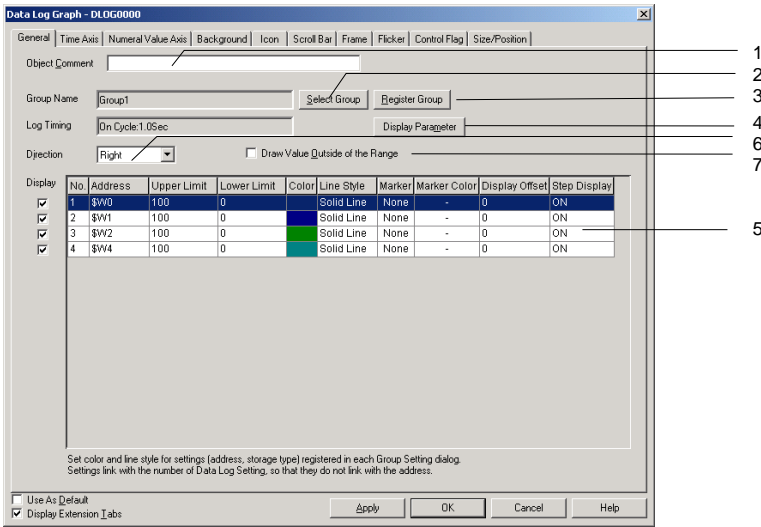 Data Log Graph - DLOG0000
General Time Axis Numeral Value Axis Background Icon Scroll Bar Frame Flicker Control Flag Size/Position
Object Comment 1
2
Group Name Group1 Select Group Register Group 3
Log Timing On Cycle:1.0Sec Display Parameter 4
6
Direction Right Draw Value Outside of the Range 7
Display No. Address Upper Limit Lower Limit Color Line Style Marker Marker Color Display Offset Step Display
1 $W0 100 0 Solid Line None - 0 ON
2 $W1 100 0 Solid Line None - 0 ON
3 $W2 100 0 Solid Line None - 0 ON 5
4 $W4 100 0 Solid Line None - 0 ON
Set color and line style for settings (address, storage type) registered in each Group Setting dialog.
Settings link with the number of Data Log Setting, so that they do not link with the address.
Use As Default
Display Extension Tabs Apply OK Cancel Help